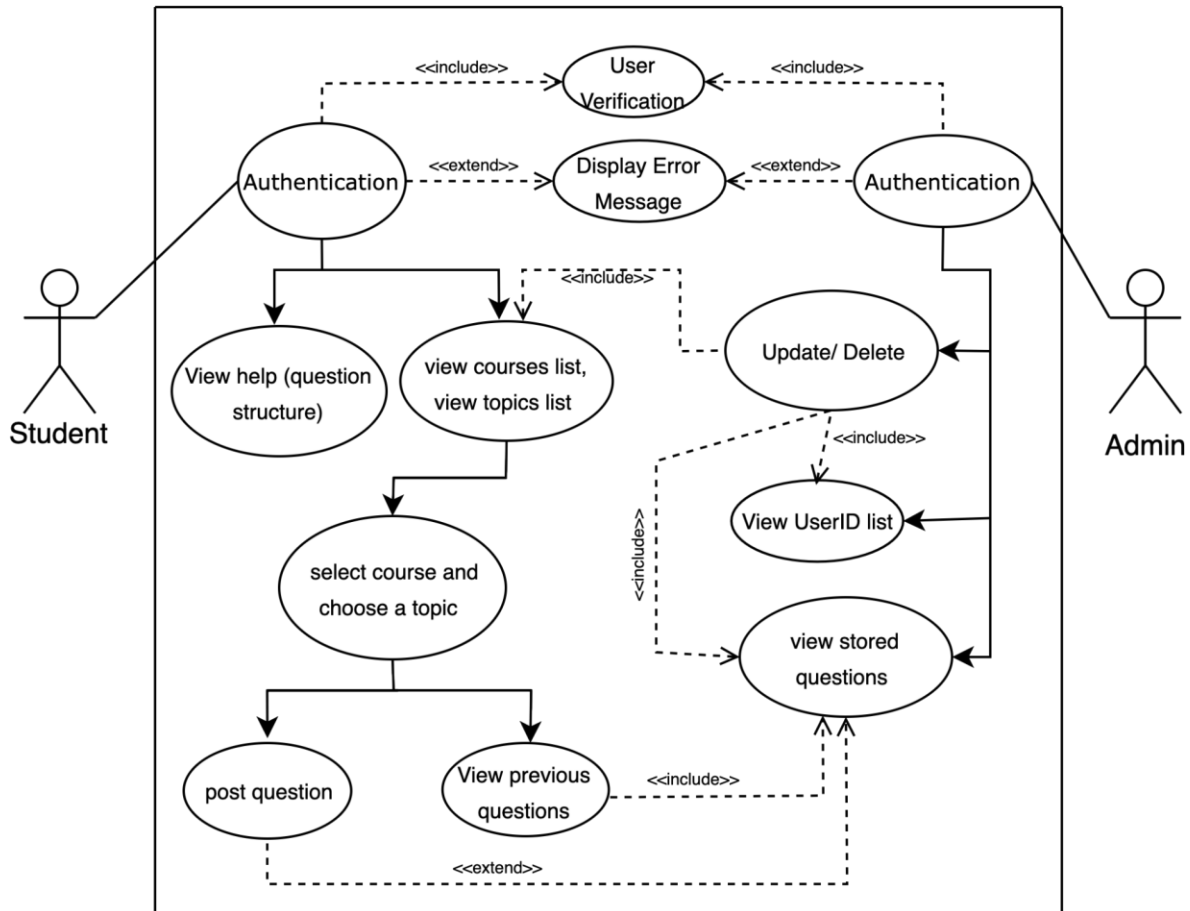 <<include>>
User
Verification
<<include>>
Authentication
<<extend>>
Display Error
Message
<<extend>>
Authentication
<<include>>
View help (question
structure)
view courses list,
view topics list
Update/ Delete
Student
Admin
<<include>>
View UserID list
<<include>>
select course and
choose a topic
view stored
questions
post question
View previous
questions
<<include>>
<<extend>>